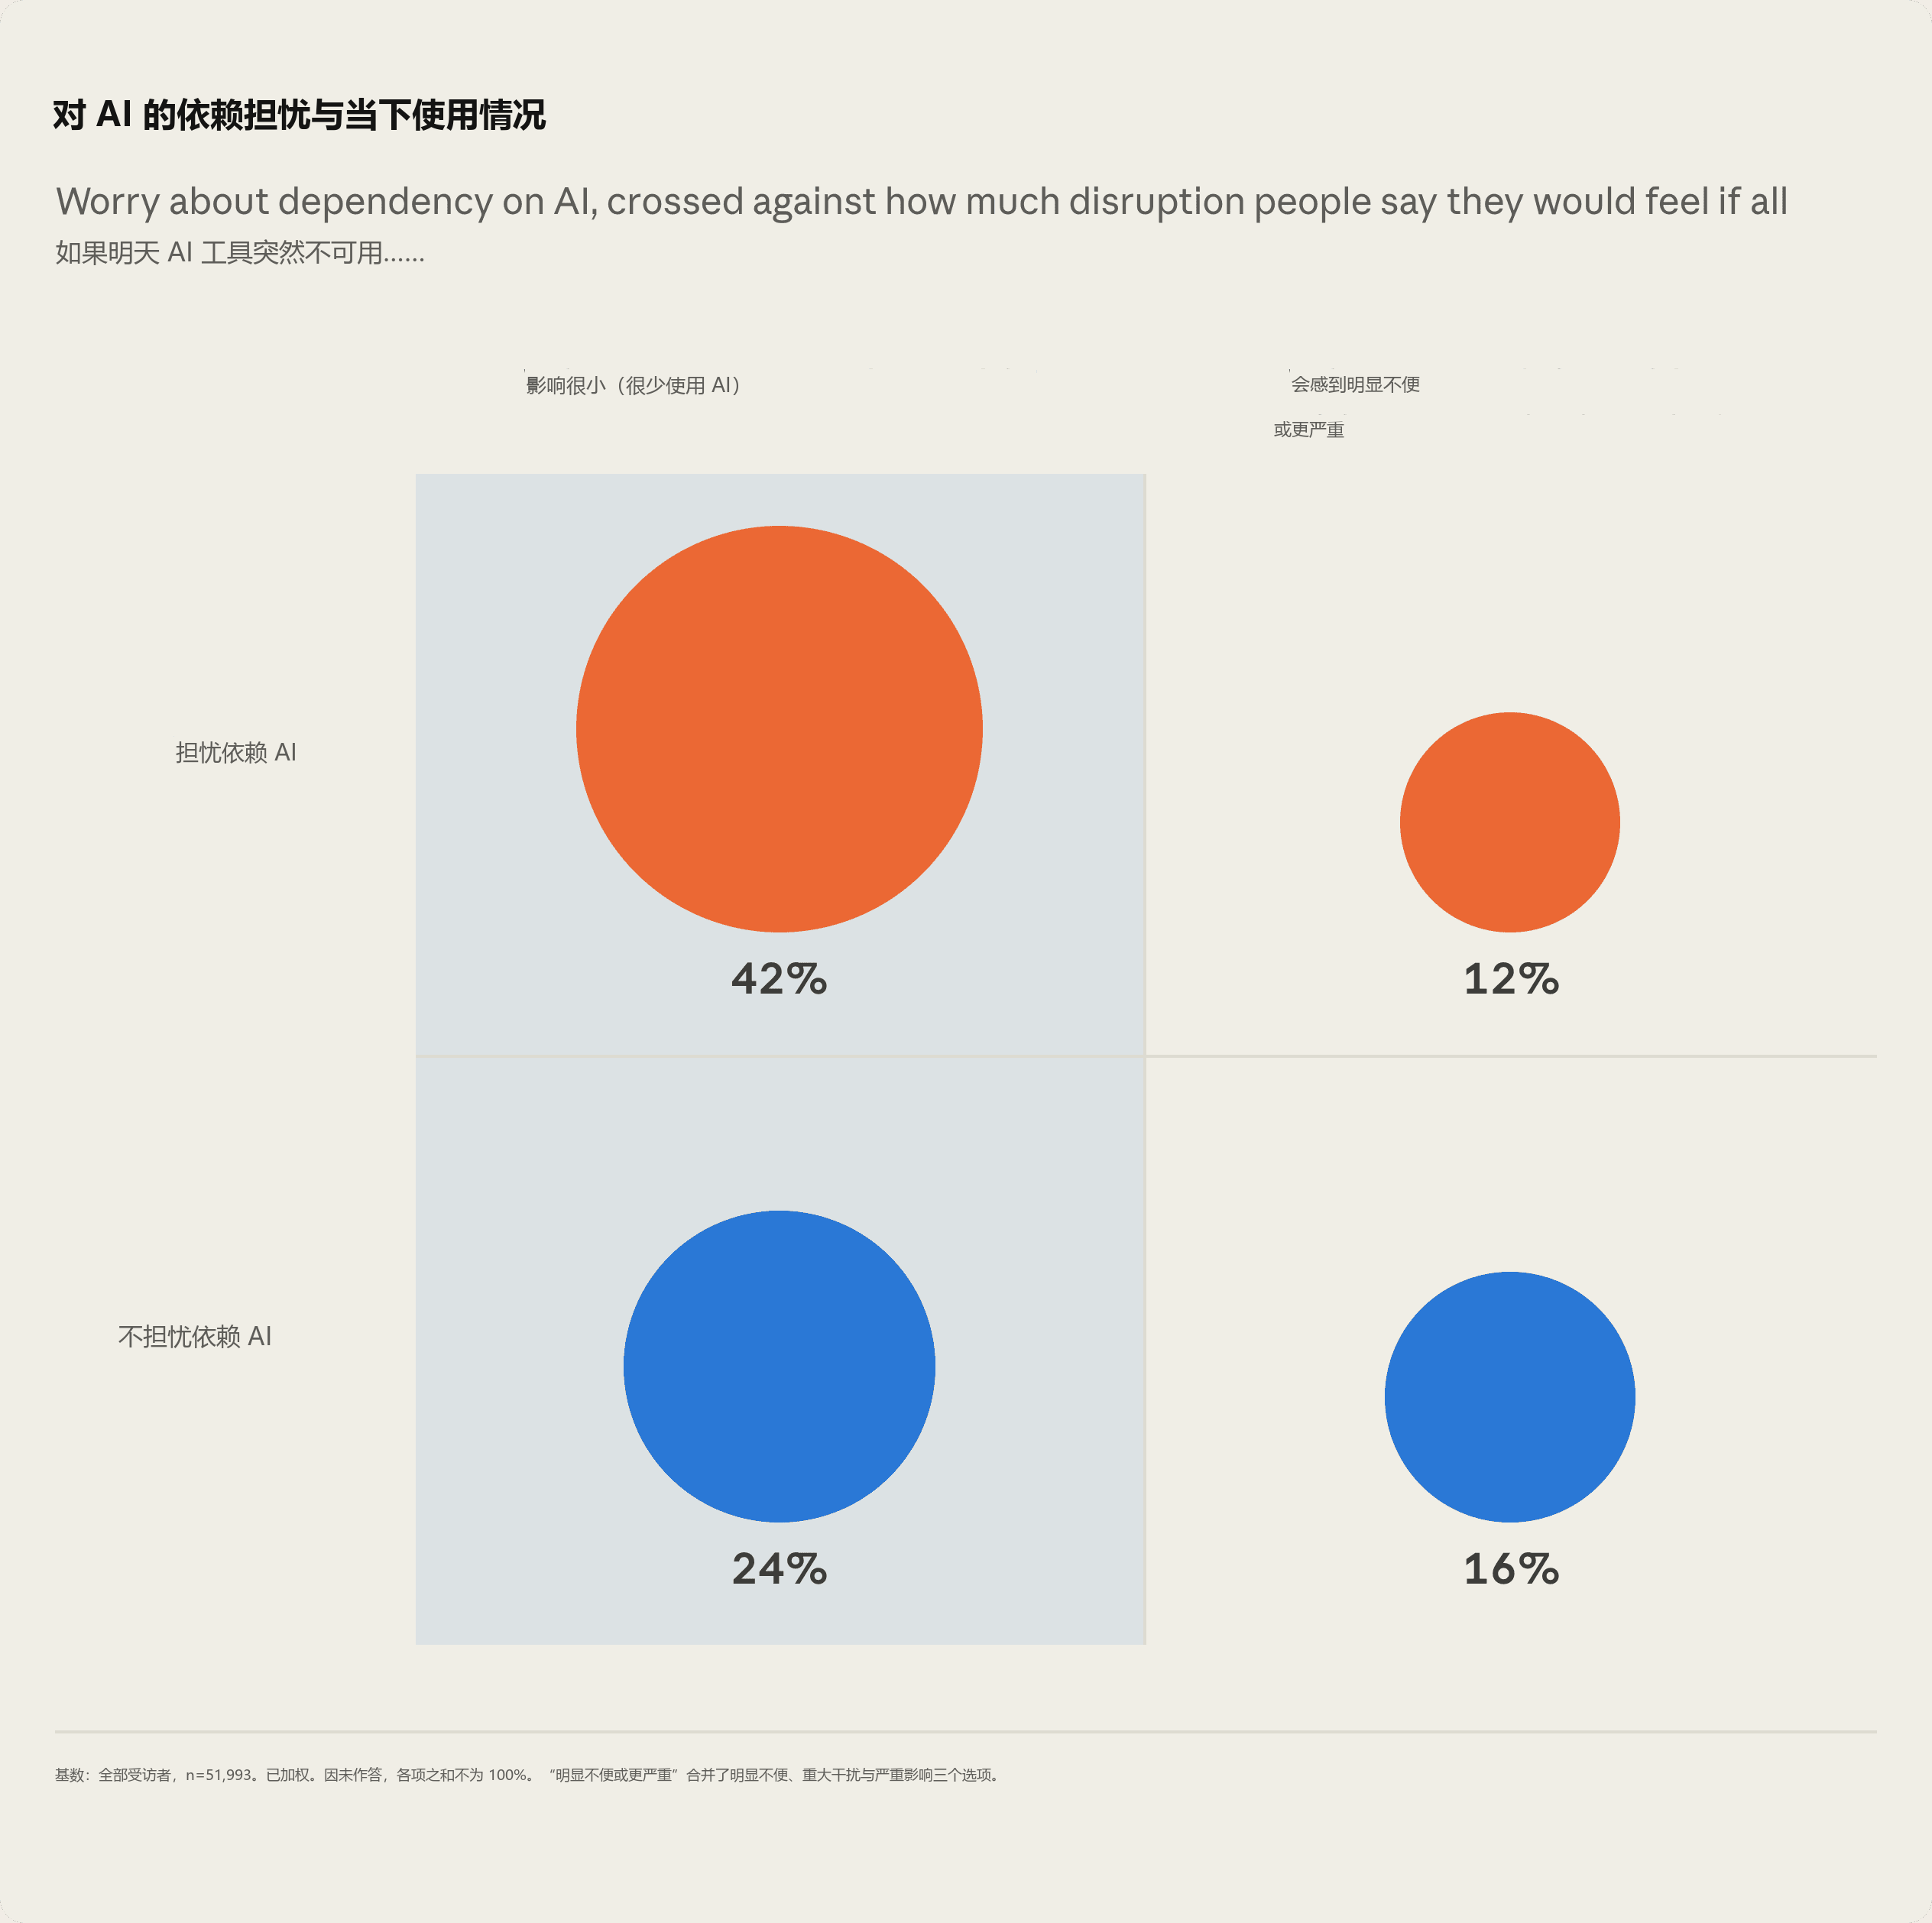 对 AI 的依赖担忧与当下使用情况
Worry about dependency on AI, crossed against how much disruption people say they would feel if all
如果明天 AI 工具突然不可用……
影响很小（很少使用 AI）
会感到明显不便
或更严重
担忧依赖 AI
42%
12%
不担忧依赖 AI
24%
16%
基数：全部受访者，n=51,993。已加权。因未作答，各项之和不为 100%。“明显不便或更严重”合并了明显不便、重大干扰与严重影响三个选项。